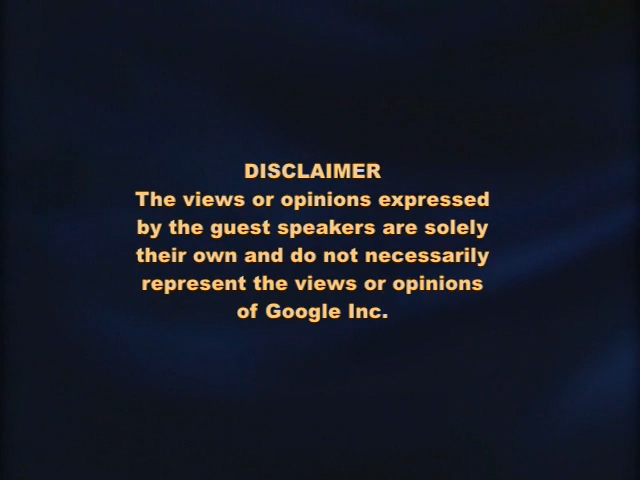 DISCLAIMER
The views or opinions expressed
by the guest speakers are solely
their own and do not necessarily
represent the views or opinions
of Google Inc.